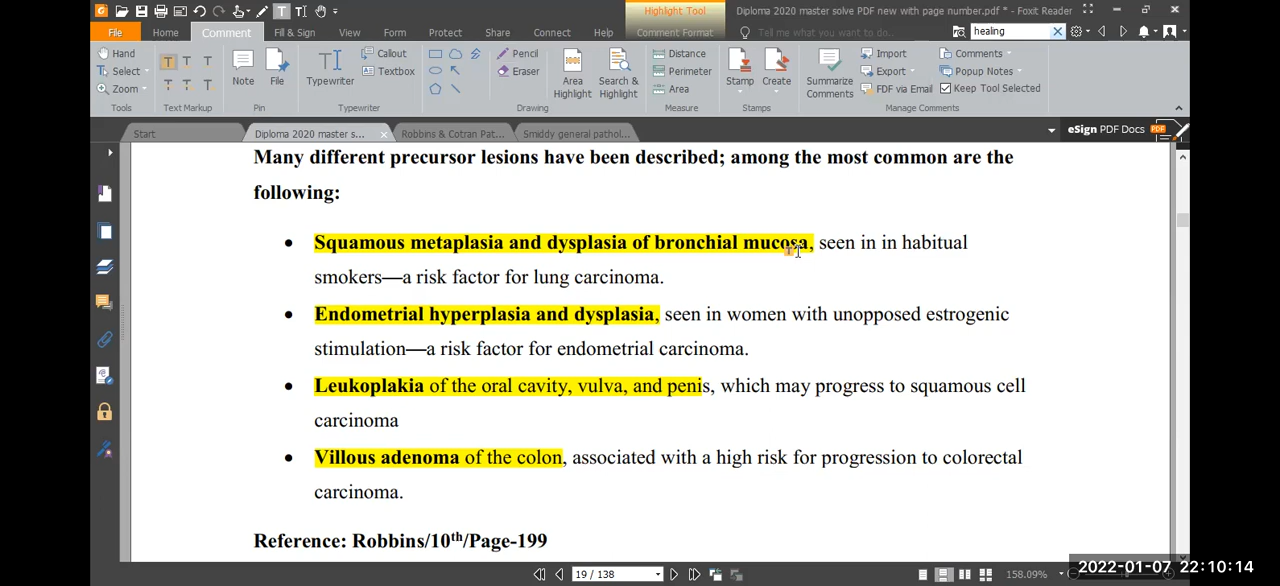 Highlight Tool
Diploma 2020 master solve PDF new with page number.pdf - Foxit Reader
File Home Comment Fill & Sign View Form Protect Share Connect Help Comment Format Tell me what you want to do... healing
Hand Select Zoom
Tools
Text Markup
Note File
Pin
Typewriter Callout Textbox
Typewriter
Pencil Eraser
Drawing
Area Highlight Search & Highlight
Distance Perimeter Area
Measure
Stamp Create
Stamps
Summarize Comments Import Export FDF via Email Comments Popup Notes Keep Tool Selected
Manage Comments
Start Diploma 2020 master s... Robbins & Cotran Pat... Smiddy general pathol... eSign PDF Docs
Many different precursor lesions have been described; among the most common are the
following:
• Squamous metaplasia and dysplasia of bronchial mucosa, seen in in habitual
smokers—a risk factor for lung carcinoma.
• Endometrial hyperplasia and dysplasia, seen in women with unopposed estrogenic
stimulation—a risk factor for endometrial carcinoma.
• Leukoplakia of the oral cavity, vulva, and penis, which may progress to squamous cell
carcinoma
• Villous adenoma of the colon, associated with a high risk for progression to colorectal
carcinoma.
Reference: Robbins/10th/Page-199
19 / 138
158.09%
2022-01-07 22:10:14